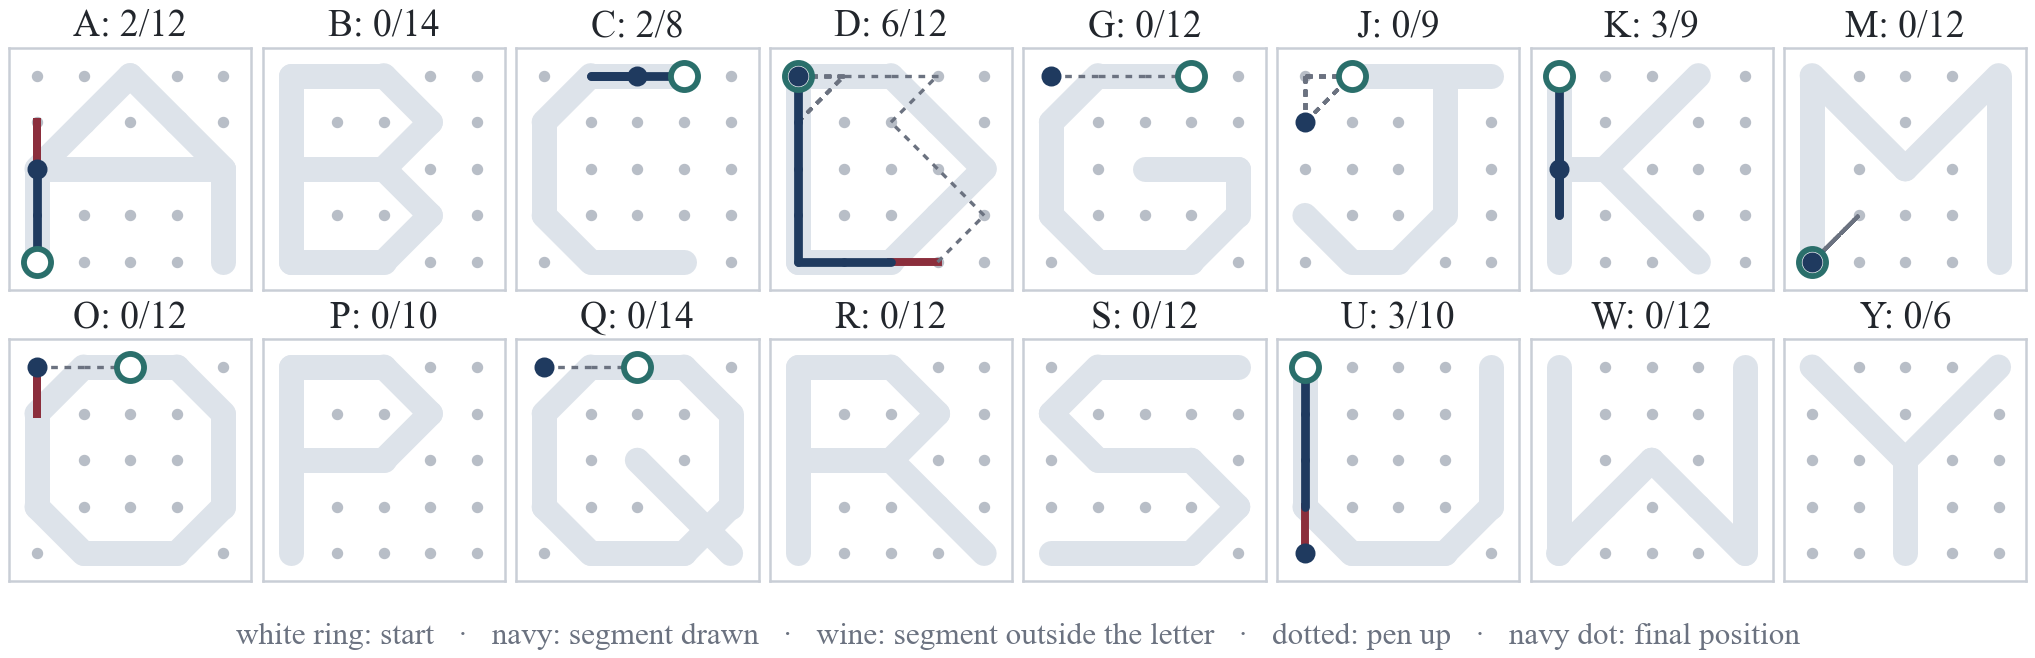 A: 2/12 B: 0/14 C: 2/8 D: 6/12 G: 0/12 J: 0/9 K: 3/9 M: 0/12
O: 0/12 P: 0/10 Q: 0/14 R: 0/12 S: 0/12 U: 3/10 W: 0/12 Y: 0/6
white ring: start · navy: segment drawn · wine: segment outside the letter · dotted: pen up · navy dot: final position